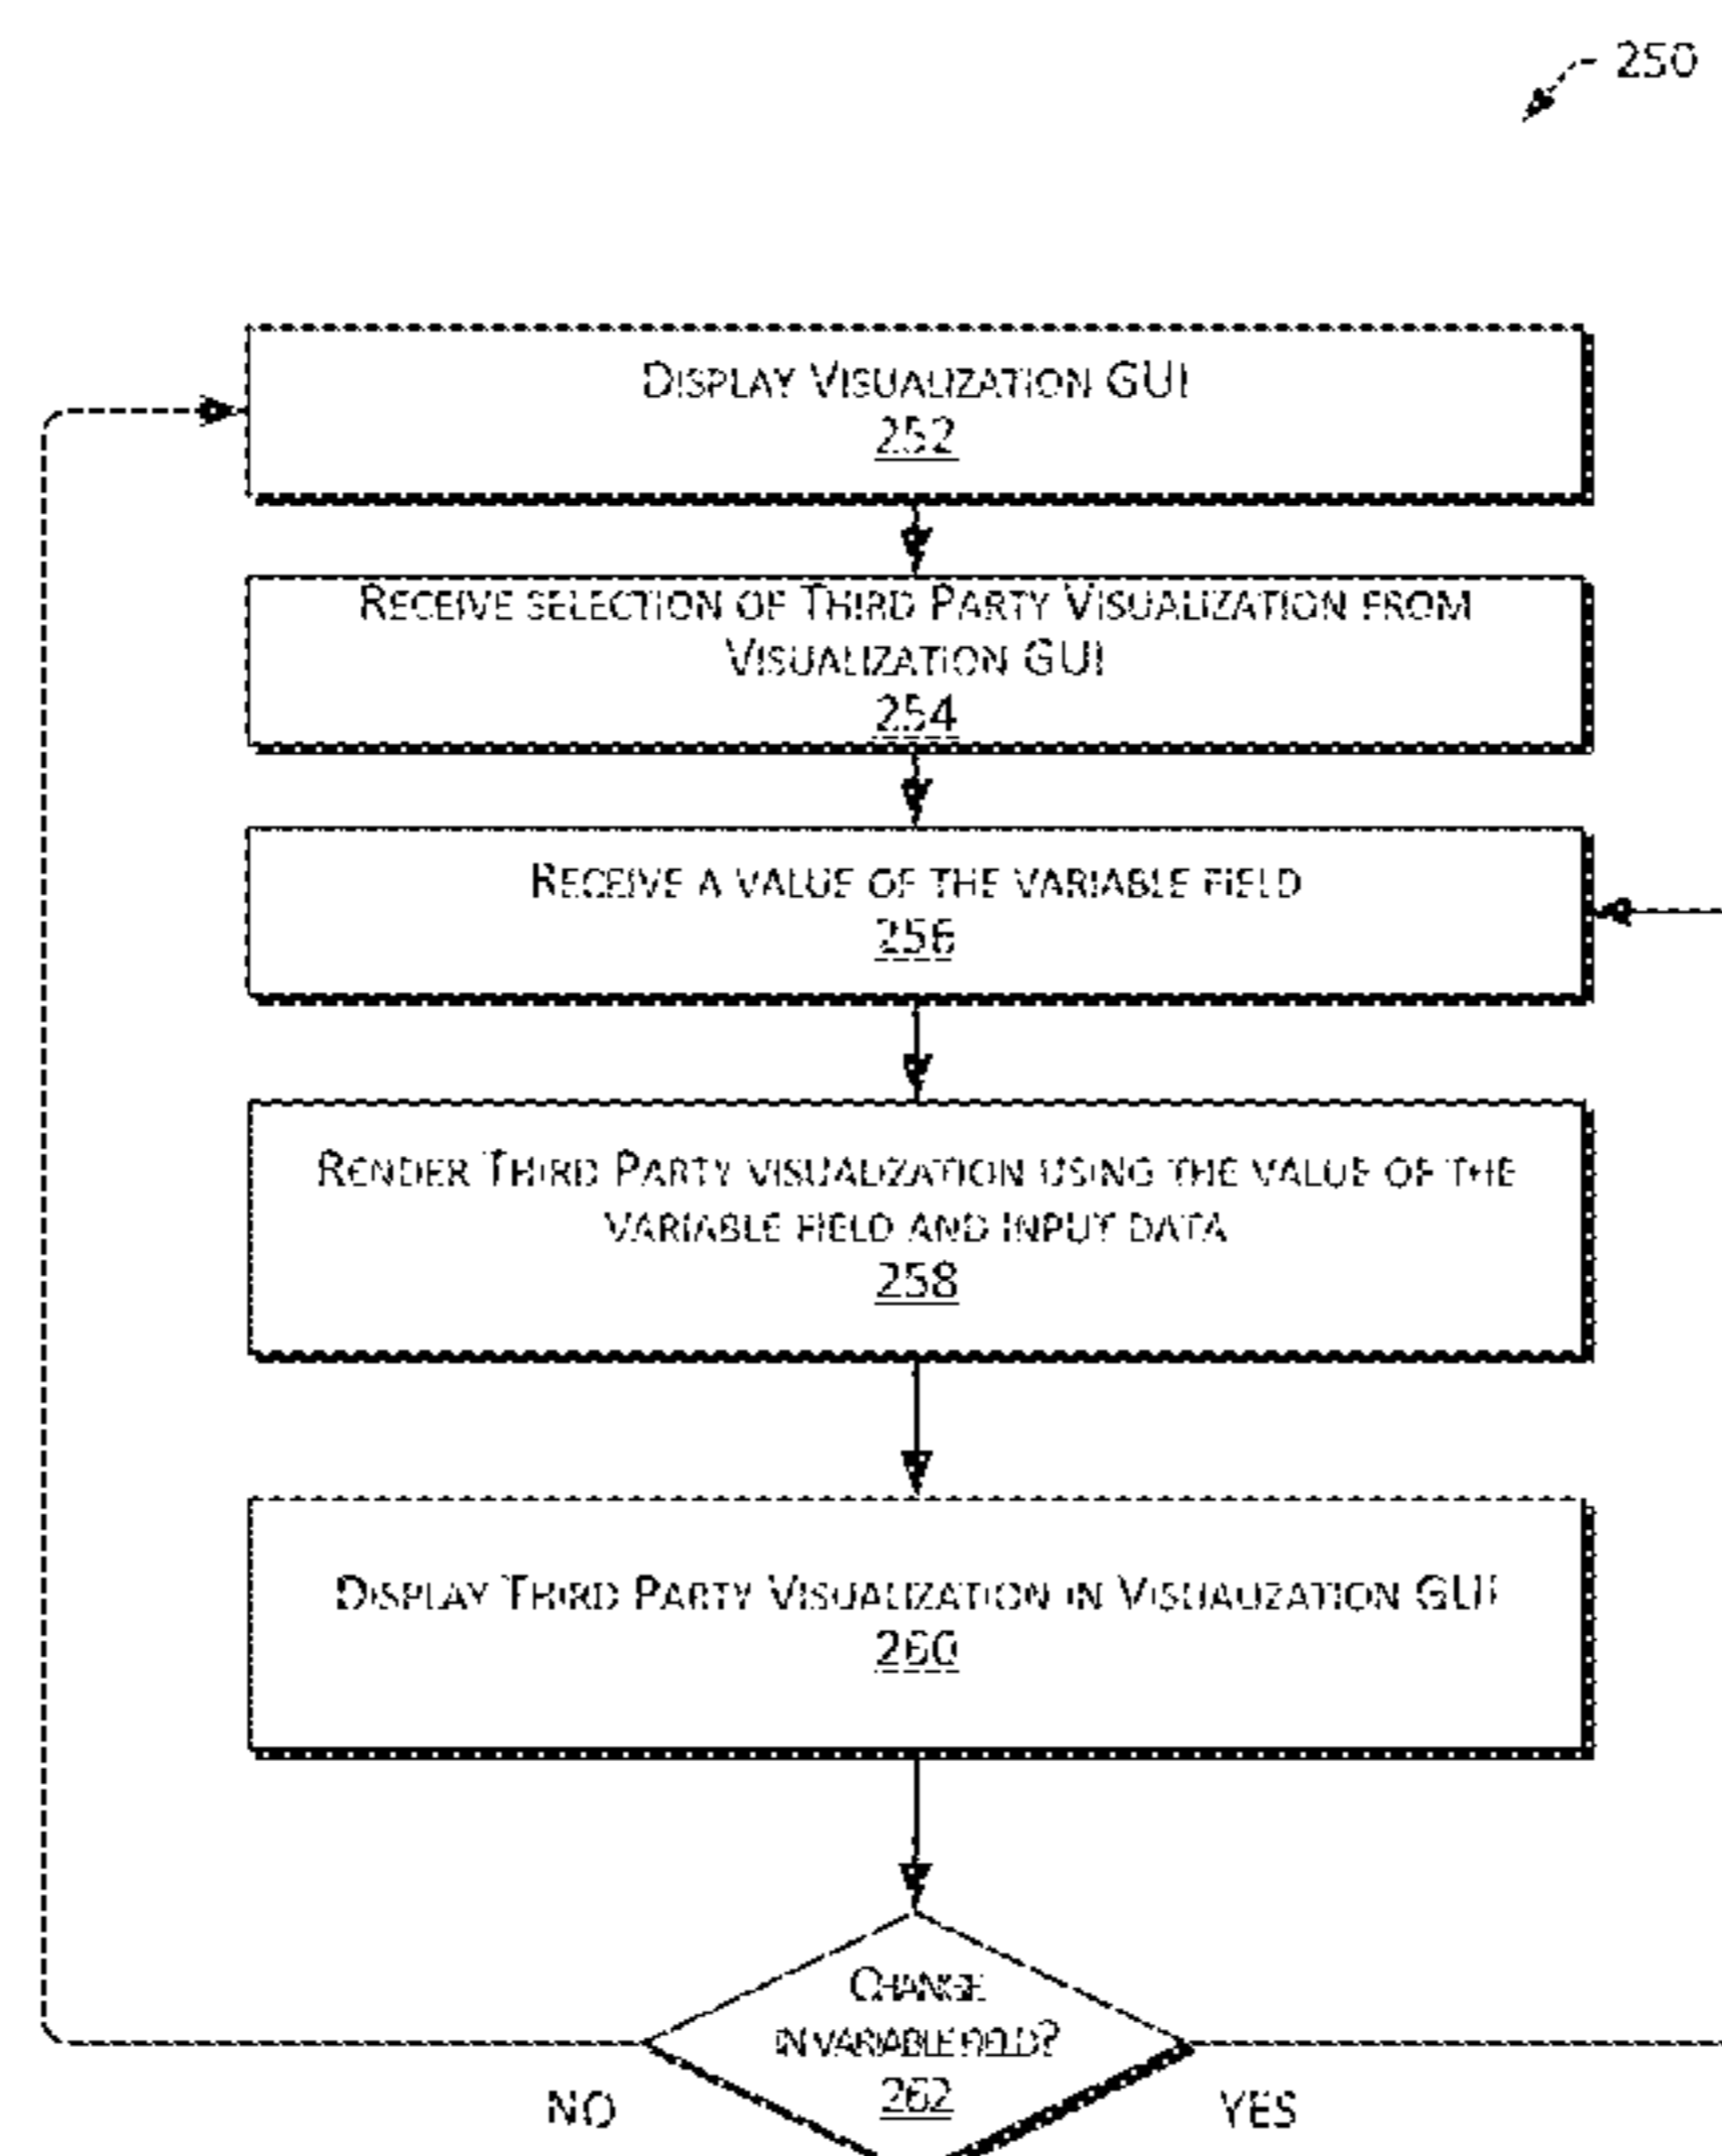 250
Display Visualization GUI
252
Receive selection of Third Party Visualization from
Visualization GUI
254
Receive a value of the variable field
256
Render Third Party visualization using the value of the
variable field and input data
258
Display Third Party Visualization in Visualization GUI
260
Change
in variable field?
262
NO
YES